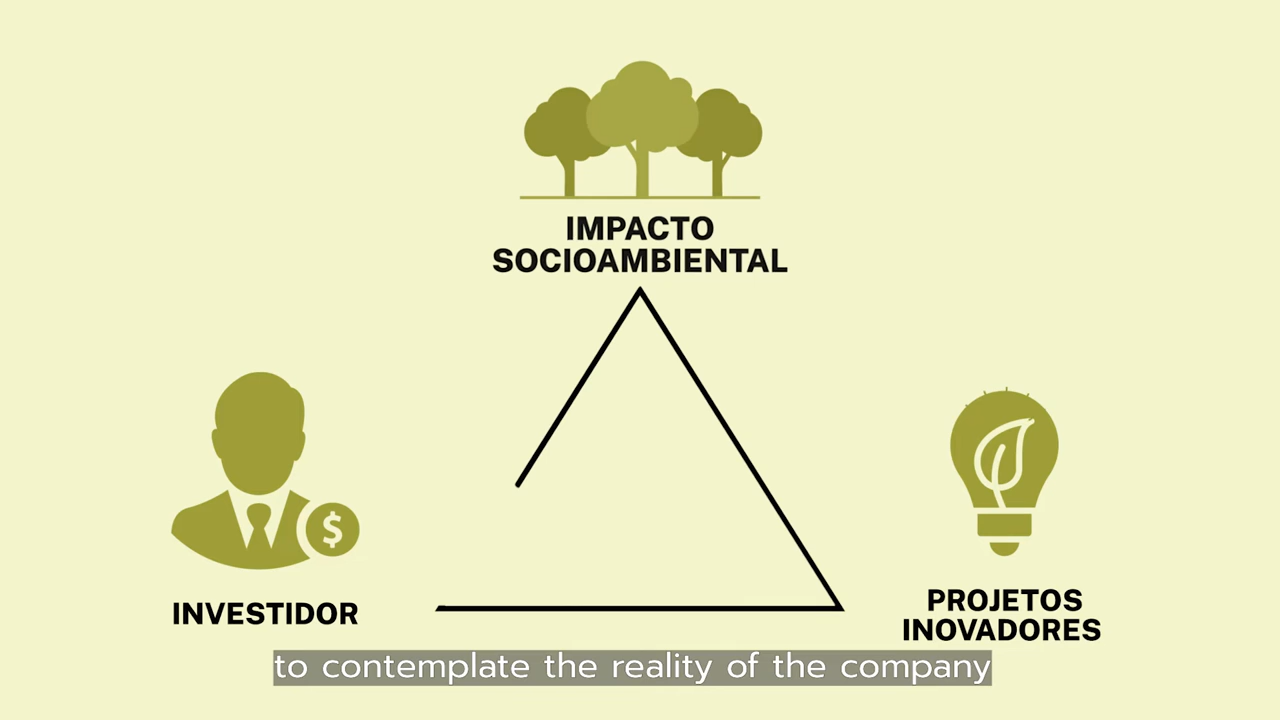 IMPACTO
SOCIOAMBIENTAL
$
INVESTIDOR
PROJETOS
INOVADORES
to contemplate the reality of the company